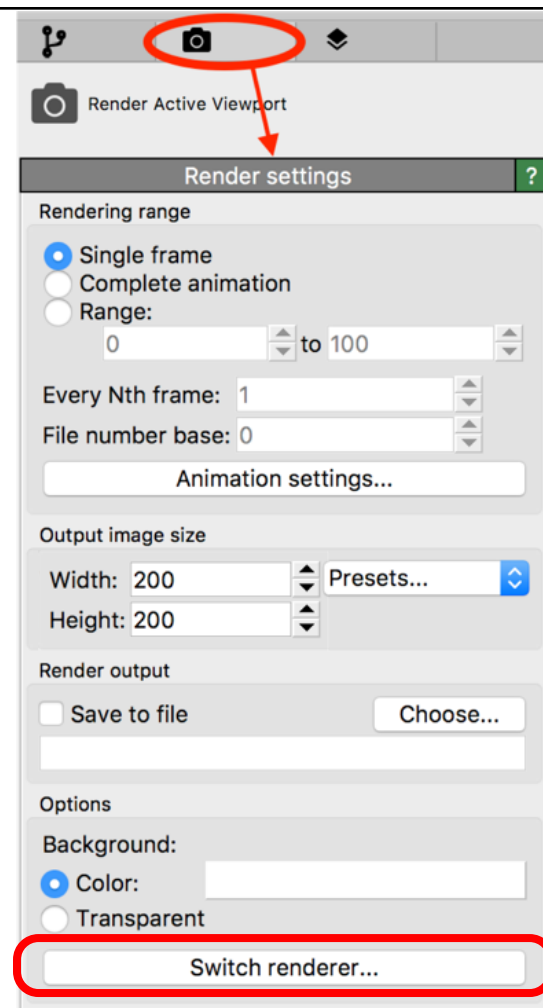 Render Active Viewport
Render settings ?
Rendering range
Single frame
Complete animation
Range:
0 to 100
Every Nth frame: 1
File number base: 0
Animation settings...
Output image size
Width: 200 Presets...
Height: 200
Render output
Save to file Choose...
Options
Background:
Color:
Transparent
Switch renderer...